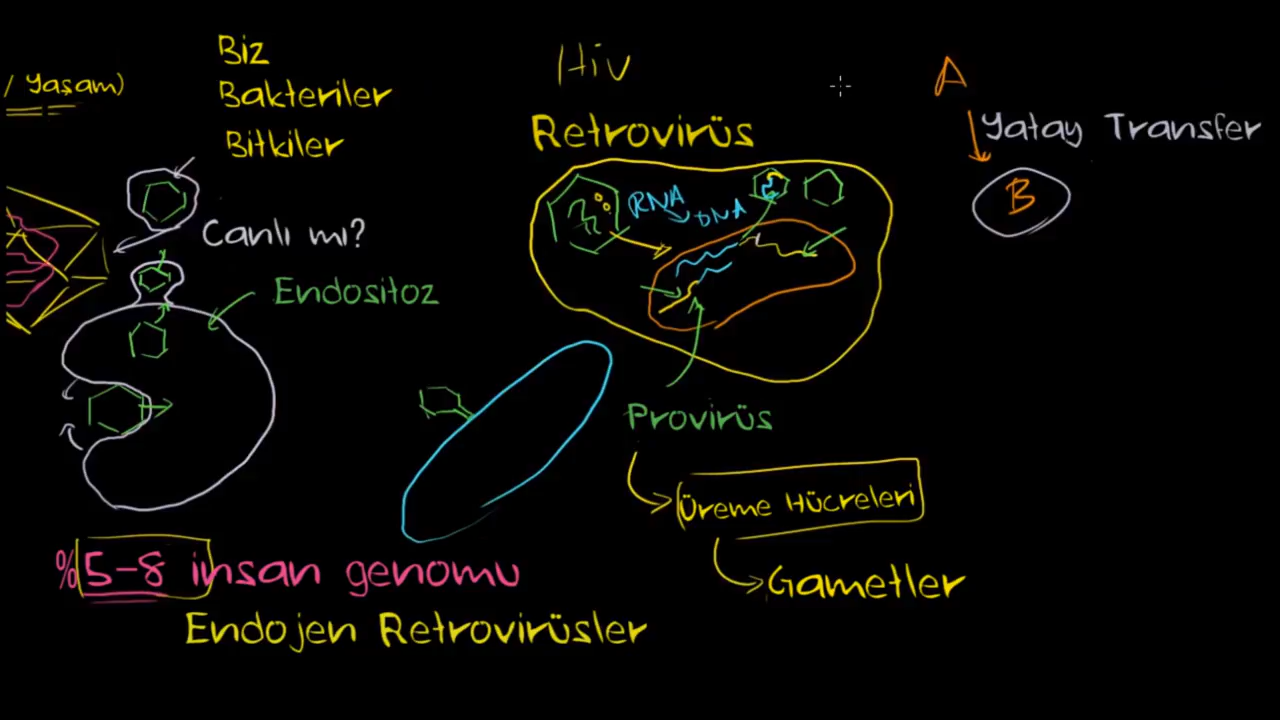 / Yaşam)
Biz
Bakteriler
Bitkiler
Canlı mı?
Endositoz
Hiv
Retrovirüs
RNA
DNA
Provirüs
Üreme Hücreleri
Gametler
A
Yatay Transfer
B
%5-8 insan genomu
Endojen Retrovirüsler